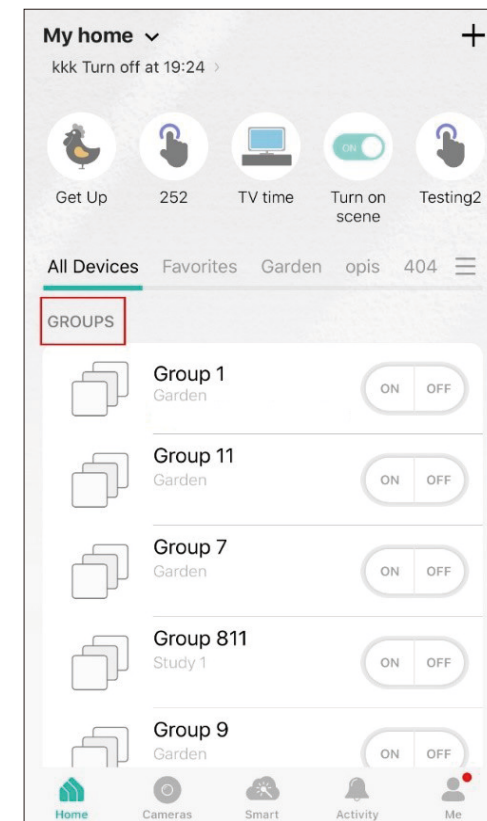 My home
kkk Turn off at 19:24
ON
Get Up
252
TV time
Turn on
scene
Testing2
All Devices
Favorites
Garden
opis
404
GROUPS
Group 1
Garden
ON OFF
Group 11
Garden
ON OFF
Group 7
Garden
ON OFF
Group 811
Study 1
ON OFF
Group 9
Garden
ON OFF
Home
Cameras
Smart
Activity
Me